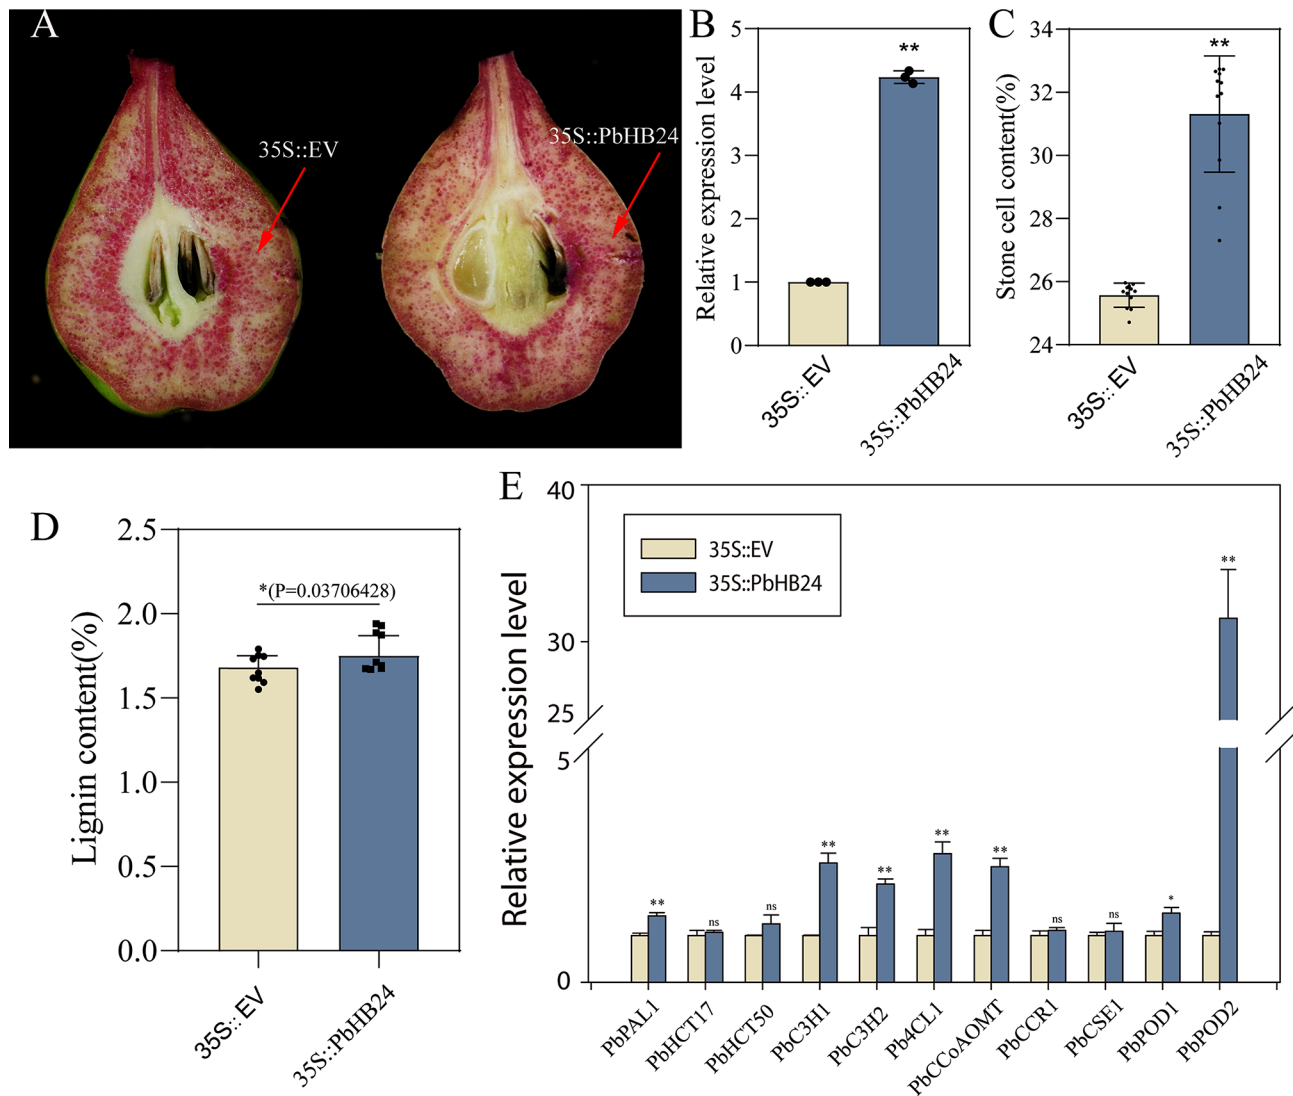 A
35S::EV
35S::PbHB24
B
Relative expression level
5
4
3
2
1
0
**
35S:: EV
35S::PbHB24
C
Stone cell content(%)
34
32
30
28
26
24
**
35S:: EV
35S::PbHB24
D
Lignin content(%)
2.5
2.0
1.5
1.0
0.5
0.0
*(P=0.03706428)
35S:: EV
35S::PbHB24
E
Relative expression level
40
30
25
5
0
35S::EV
35S::PbHB24
**
ns
ns
**
**
**
**
ns
ns
*
**
PbPAL1
PbHCT17
PbHCT50
PbC3H1
PbC3H2
Pb4CL1
PbCCoAOMT
PbCCR1
PbCSE1
PbPOD1
PbPOD2